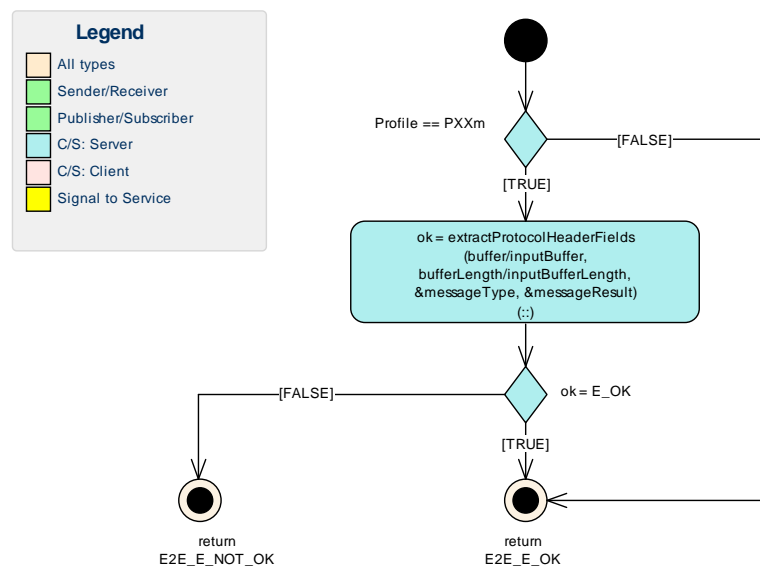 Legend
All types
Sender/Receiver
Publisher/Subscriber
C/S: Server
C/S: Client
Signal to Service
Profile == PXXm
[FALSE]
[TRUE]
ok = extractProtocolHeaderFields
(buffer/inputBuffer,
bufferLength/inputBufferLength,
&messageType, &messageResult)
(::)
[FALSE]
ok = E_OK
[TRUE]
return
E2E_E_NOT_OK
return
E2E_E_OK